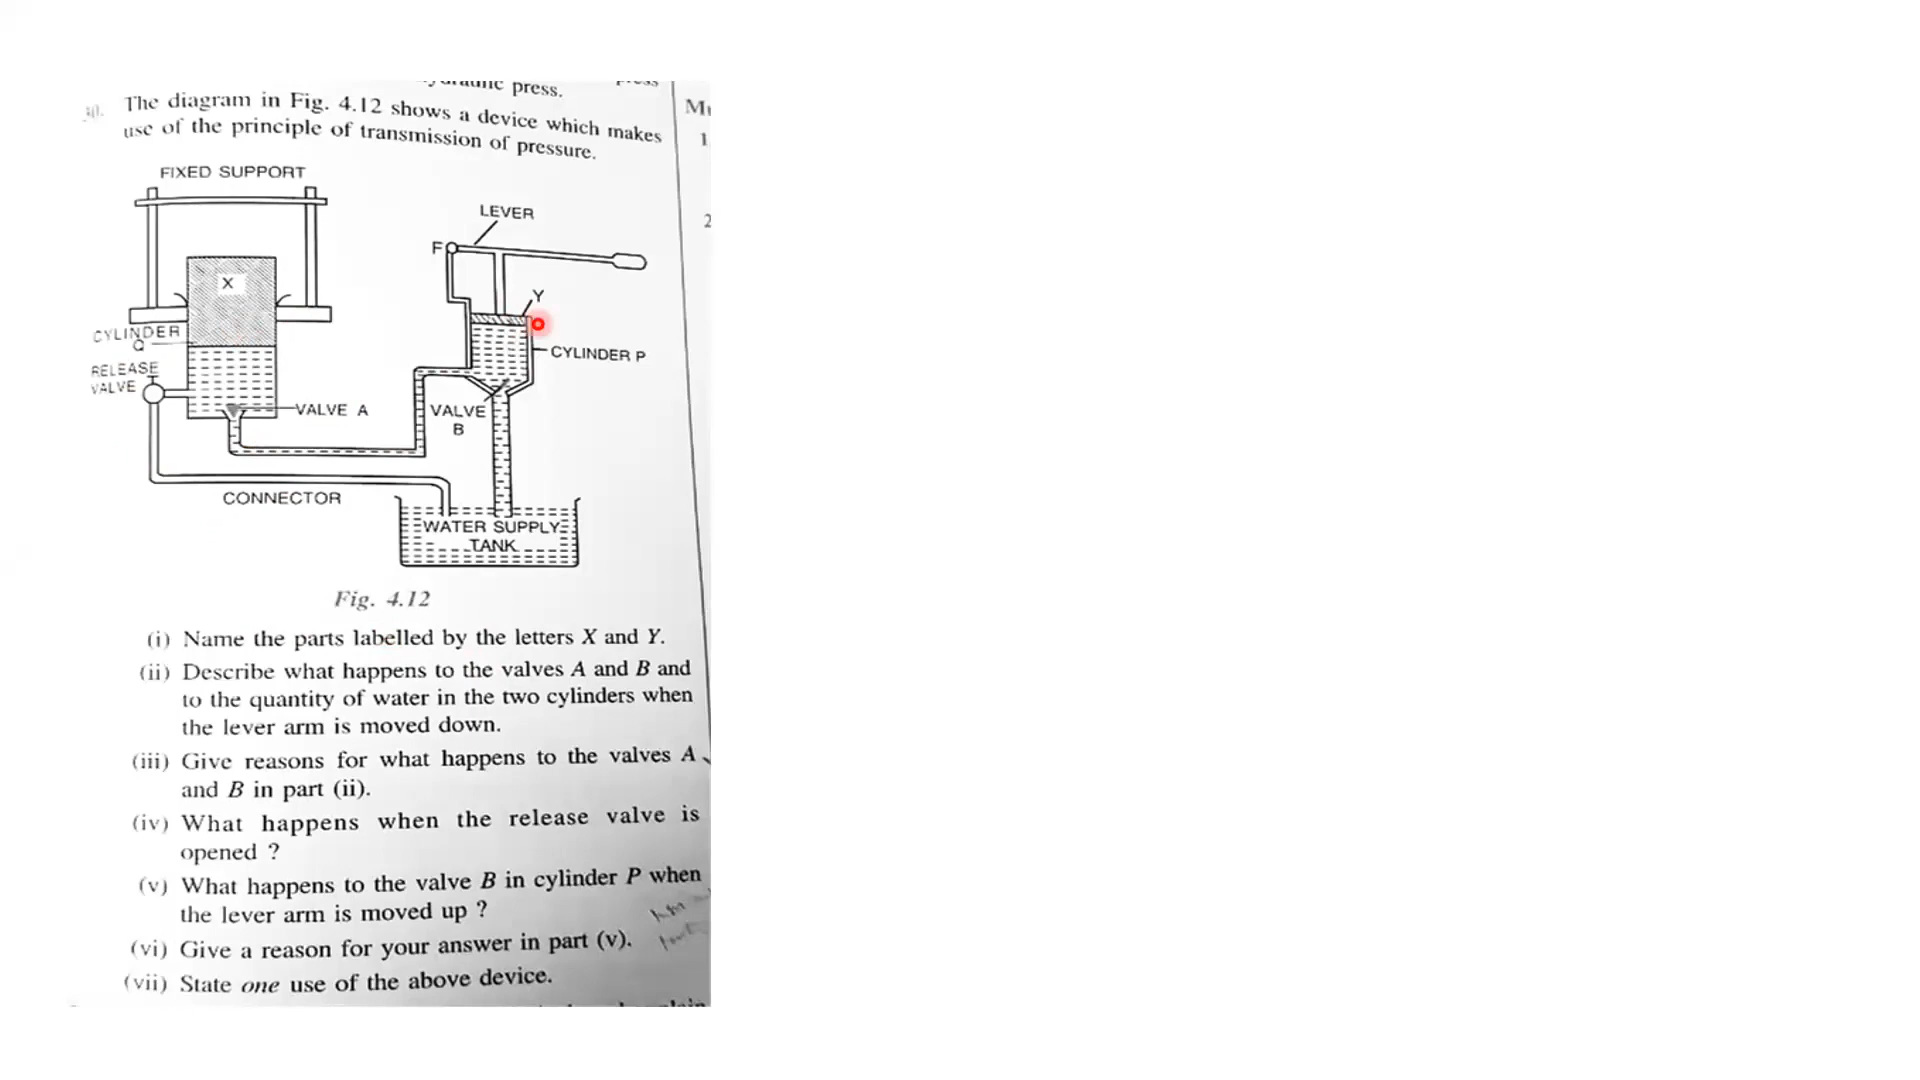 press.
30. The diagram in Fig. 4.12 shows a device which makes
use of the principle of transmission of pressure.
FIXED SUPPORT
LEVER
F
X
Y
CYLINDER
Q
CYLINDER P
RELEASE
VALVE
VALVE A
VALVE
B
CONNECTOR
WATER SUPPLY
TANK
Fig. 4.12
(i) Name the parts labelled by the letters X and Y.
(ii) Describe what happens to the valves A and B and
to the quantity of water in the two cylinders when
the lever arm is moved down.
(iii) Give reasons for what happens to the valves A
and B in part (ii).
(iv) What happens when the release valve is
opened ?
(v) What happens to the valve B in cylinder P when
the lever arm is moved up ?
(vi) Give a reason for your answer in part (v).
(vii) State one use of the above device.
1
2